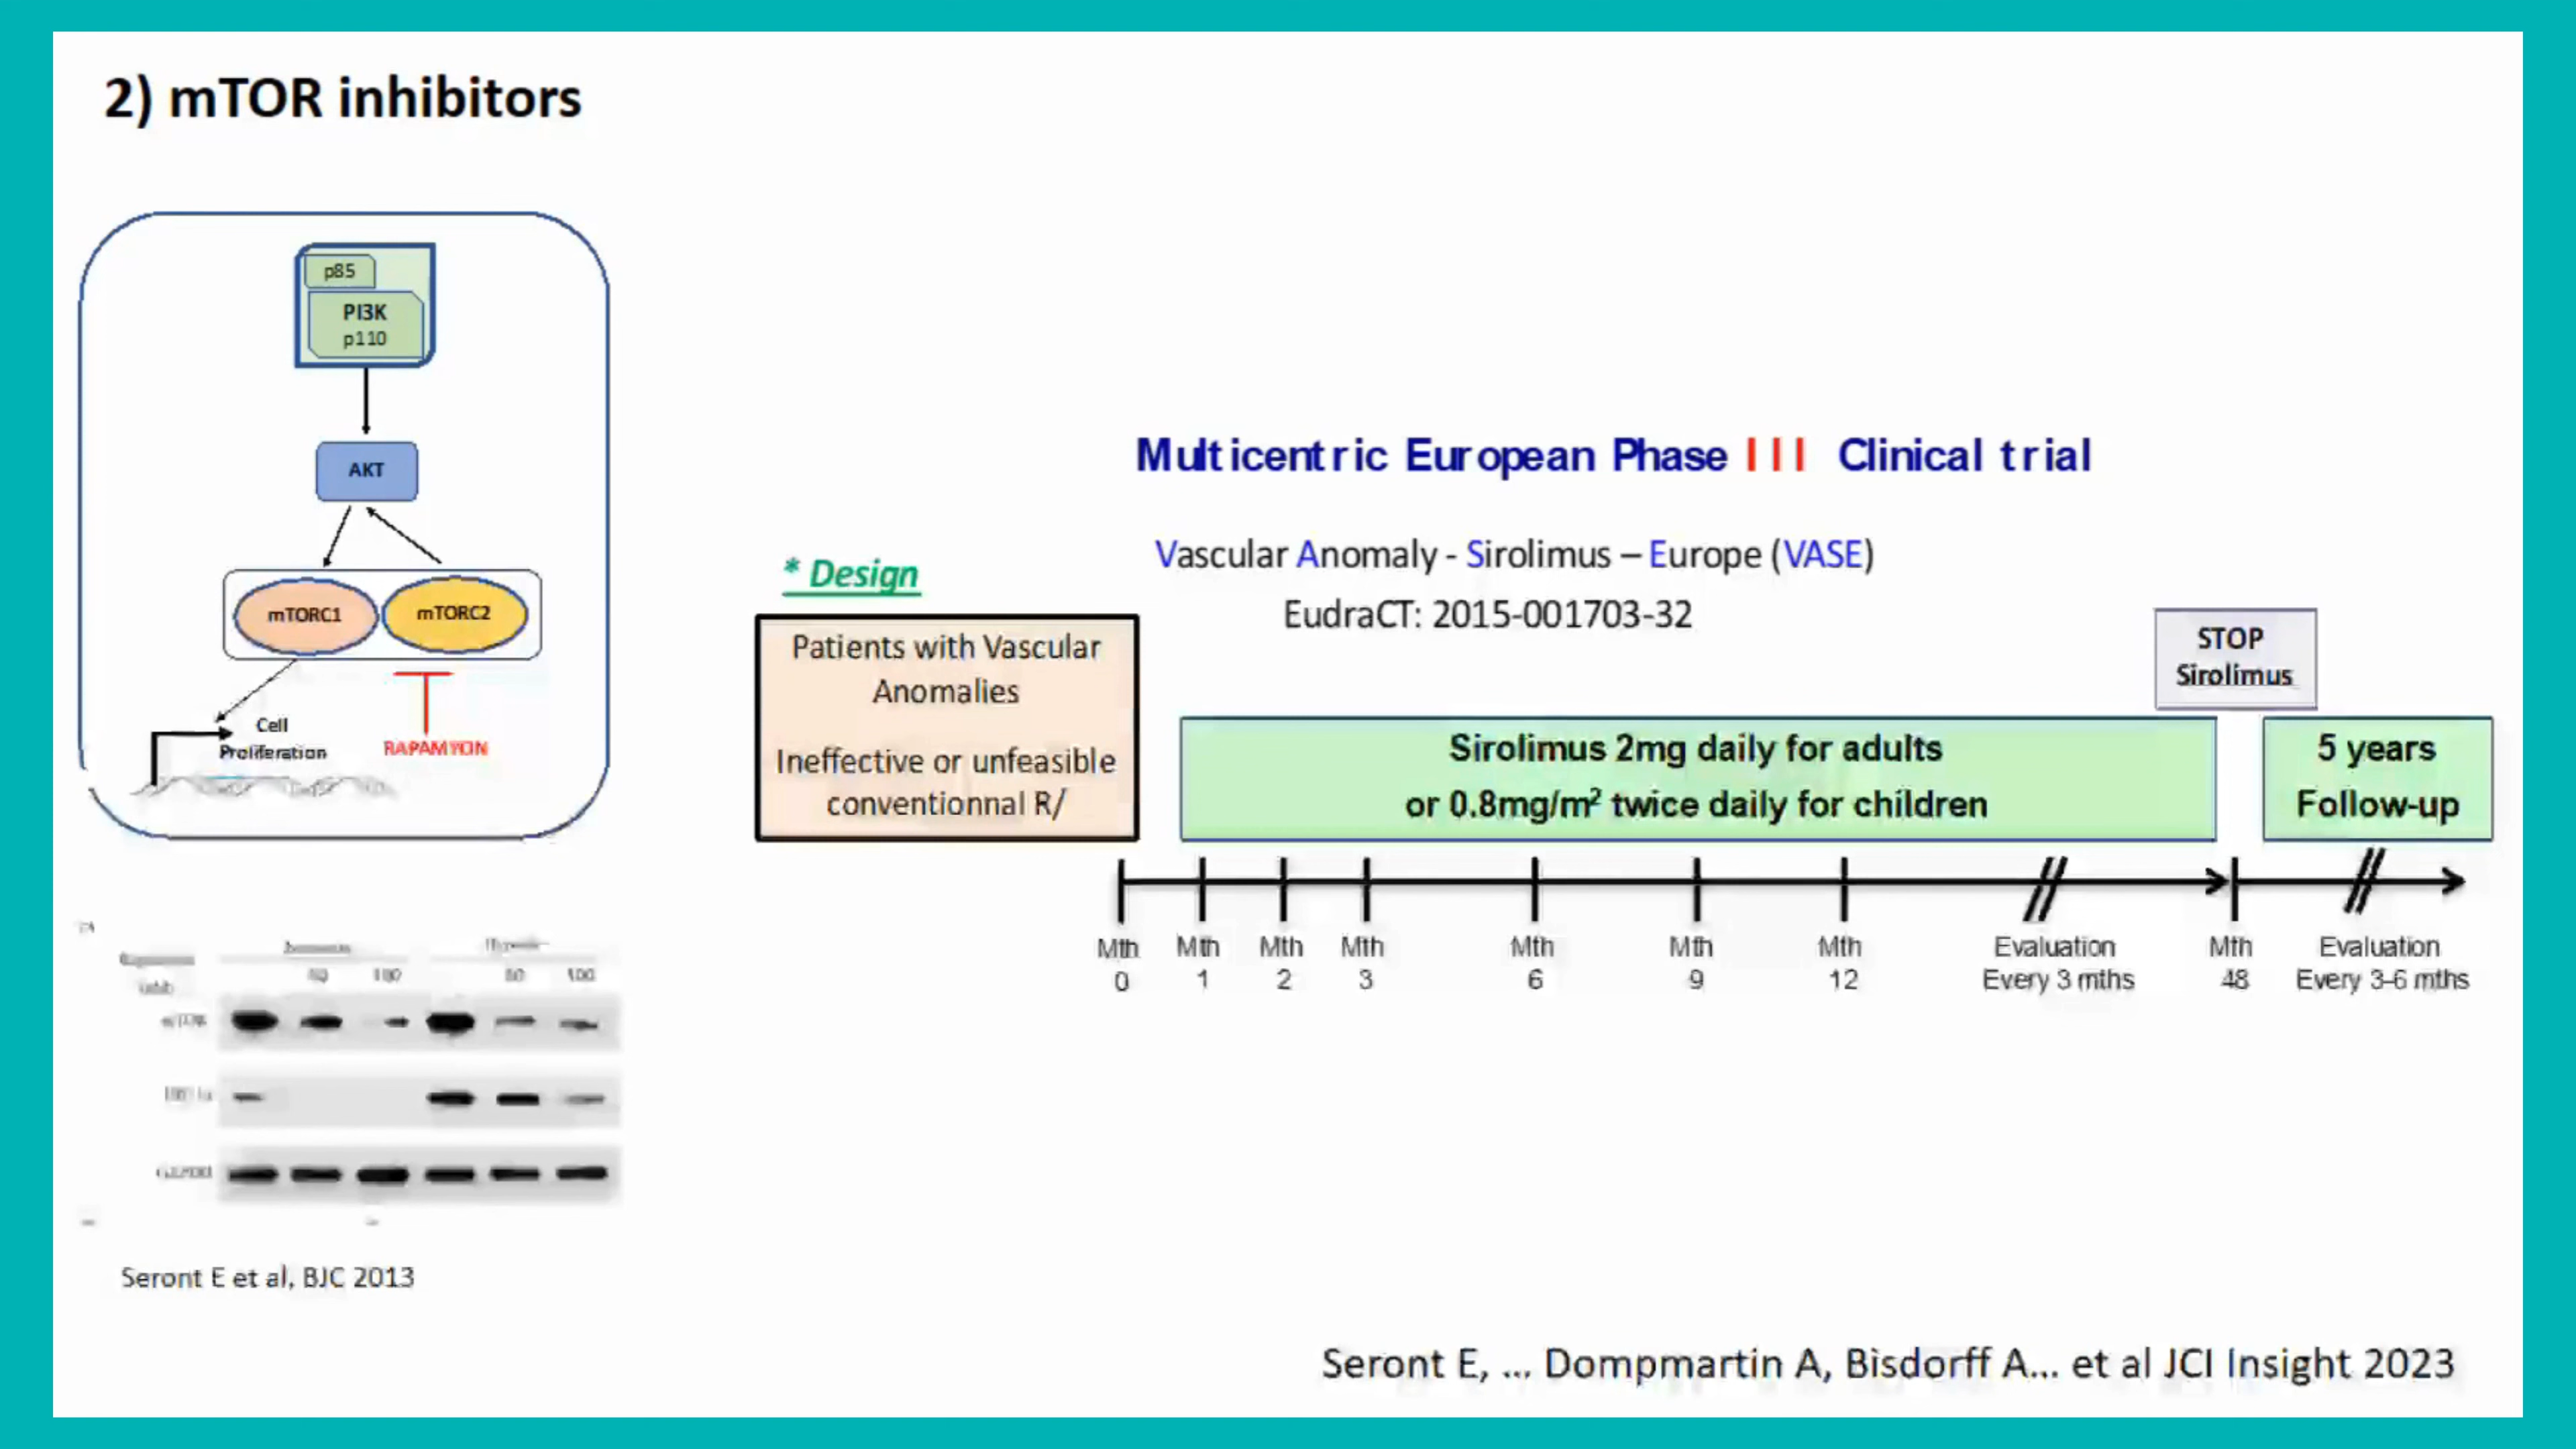 2) mTOR inhibitors
p85
PI3K
p110
AKT
mTORC1
mTORC2
Cell
Proliferation
RAPAMYCIN
50 100
100
Seront E et al, BJC 2013
Multicentric European Phase III Clinical trial
Vascular Anomaly - Sirolimus – Europe (VASE)
EudraCT: 2015-001703-32
* Design
Patients with Vascular
Anomalies
Ineffective or unfeasible
conventionnal R/
STOP
Sirolimus
Sirolimus 2mg daily for adults
or 0.8mg/m² twice daily for children
5 years
Follow-up
Mth
0
Mth
1
Mth
2
Mth
3
Mth
6
Mth
9
Mth
12
Evaluation
Every 3 mths
Mth
48
Evaluation
Every 3-6 mths
Seront E, ... Dompmartin A, Bisdorff A... et al JCI Insight 2023